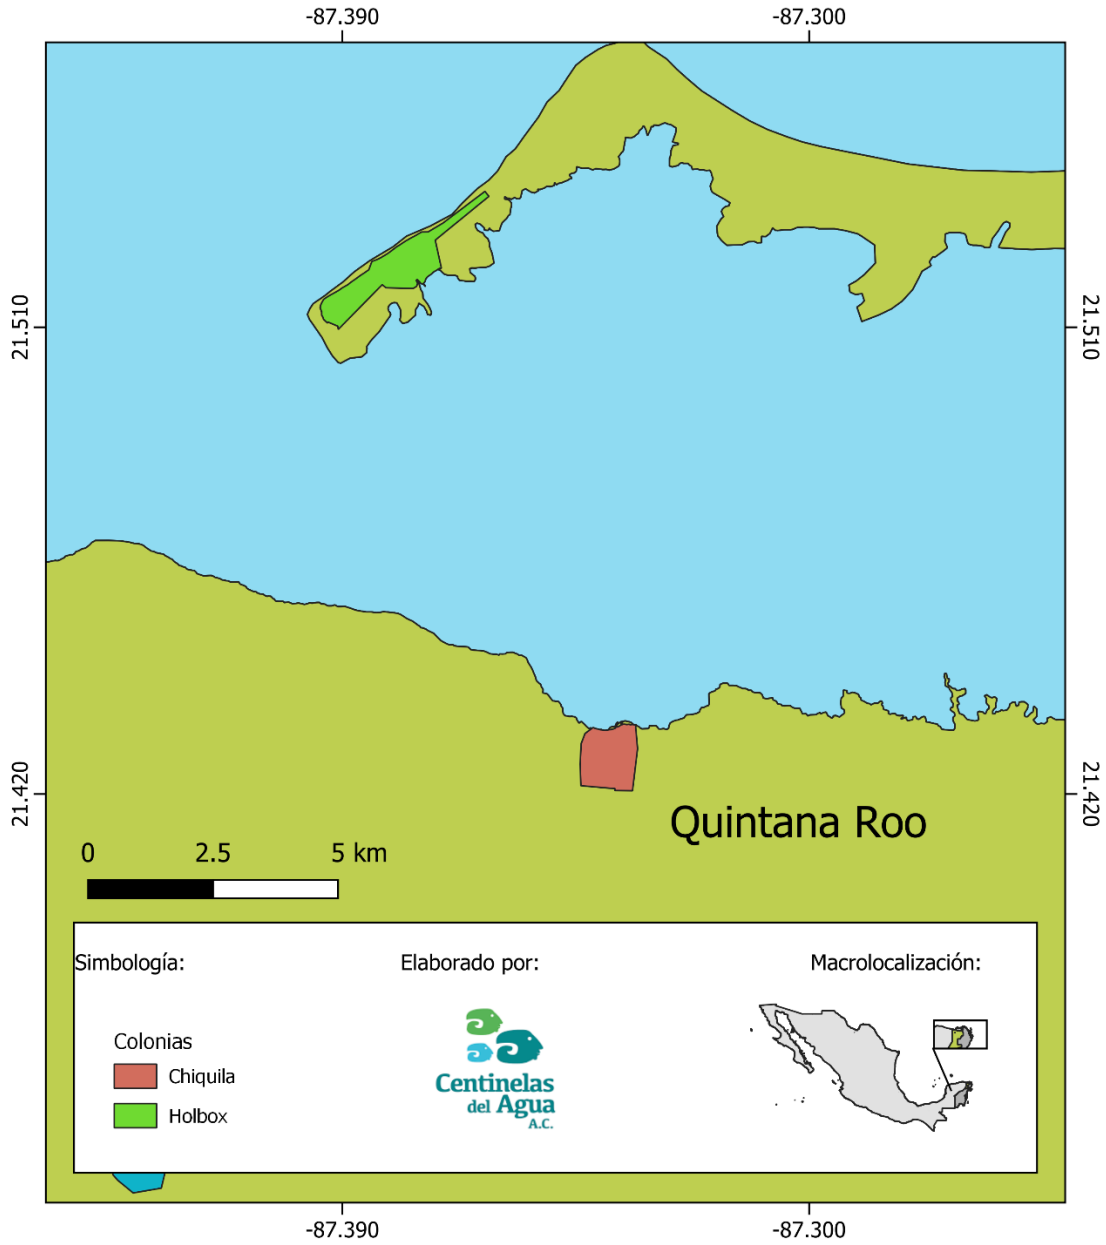 -87.390 -87.300
21.510 21.510
21.420 21.420
Quintana Roo
0 2.5 5 km
Simbología: Elaborado por: Macrolocalización:
Colonias
Chiquila
Holbox
Centinelas
del Agua
A.C.
-87.390 -87.300